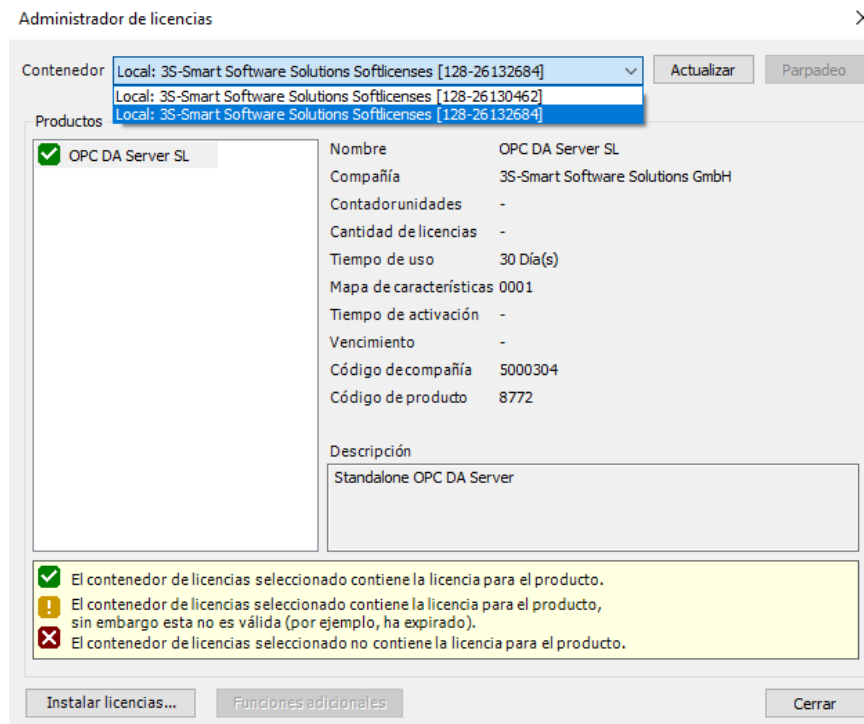 Administrador de licencias
Contenedor Local: 3S-Smart Software Solutions Softlicenses [128-26132684] Actualizar Parpadeo
Local: 3S-Smart Software Solutions Softlicenses [128-26130462]
Local: 3S-Smart Software Solutions Softlicenses [128-26132684]
Productos
OPC DA Server SL
Nombre OPC DA Server SL
Compañía 3S-Smart Software Solutions GmbH
Contadorunidades -
Cantidad de licencias -
Tiempo de uso 30 Día(s)
Mapa de características 0001
Tiempo de activación -
Vencimiento -
Código decompañía 5000304
Código de producto 8772
Descripción
Standalone OPC DA Server
El contenedor de licencias seleccionado contiene la licencia para el producto.
El contenedor de licencias seleccionado contiene la licencia para el producto,
sin embargo esta no es válida (por ejemplo, ha expirado).
El contenedor de licencias seleccionado no contiene la licencia para el producto.
Instalar licencias... Funciones adicionales Cerrar